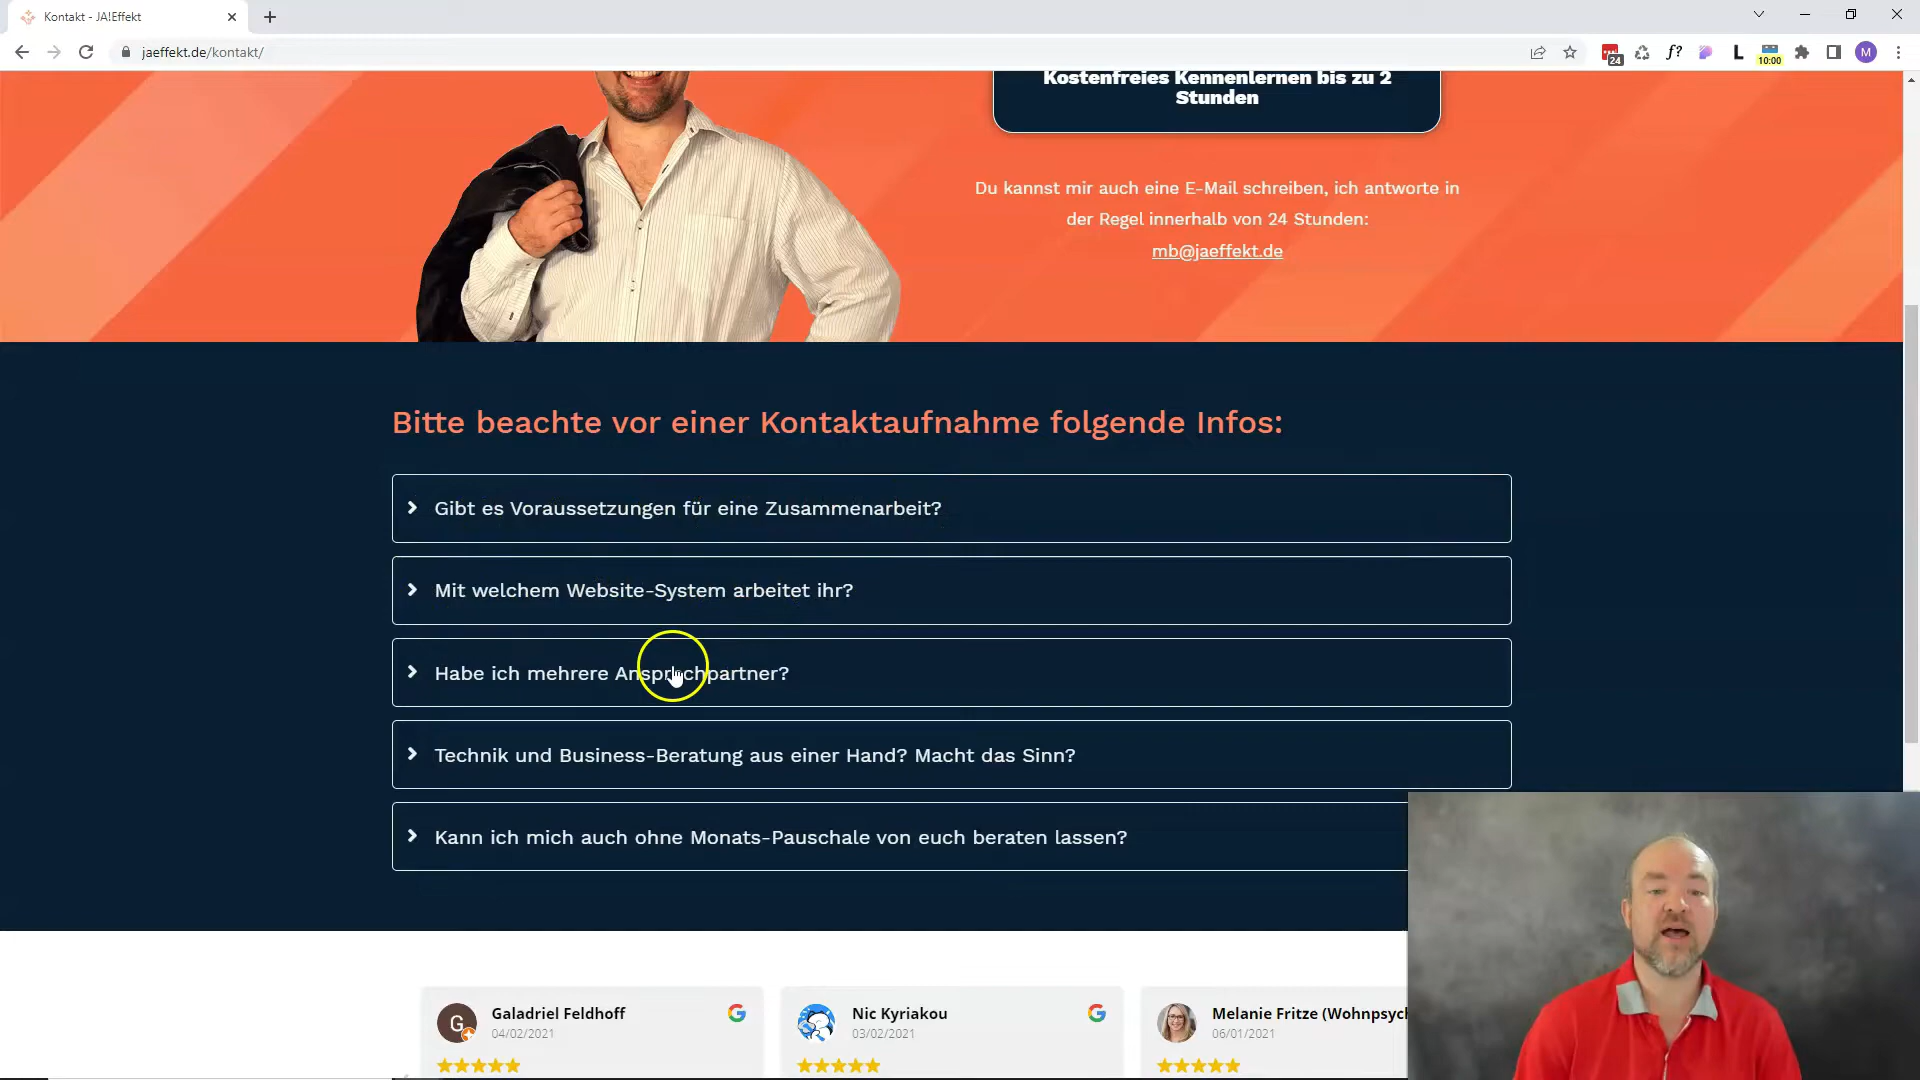 Kontakt - JA!Effekt
jaeffekt.de/kontakt/
24
f?
L
10:00
M
Kostenfreies Kennenlernen bis zu 2
Stunden
Du kannst mir auch eine E-Mail schreiben, ich antworte in
der Regel innerhalb von 24 Stunden:
mb@jaeffekt.de
Bitte beachte vor einer Kontaktaufnahme folgende Infos:
Gibt es Voraussetzungen für eine Zusammenarbeit?
Mit welchem Website-System arbeitet ihr?
Habe ich mehrere Ansprechpartner?
Technik und Business-Beratung aus einer Hand? Macht das Sinn?
Kann ich mich auch ohne Monats-Pauschale von euch beraten lassen?
G
Galadriel Feldhoff
04/02/2021
Nic Kyriakou
03/02/2021
Melanie Fritze (Wohnpsych
06/01/2021